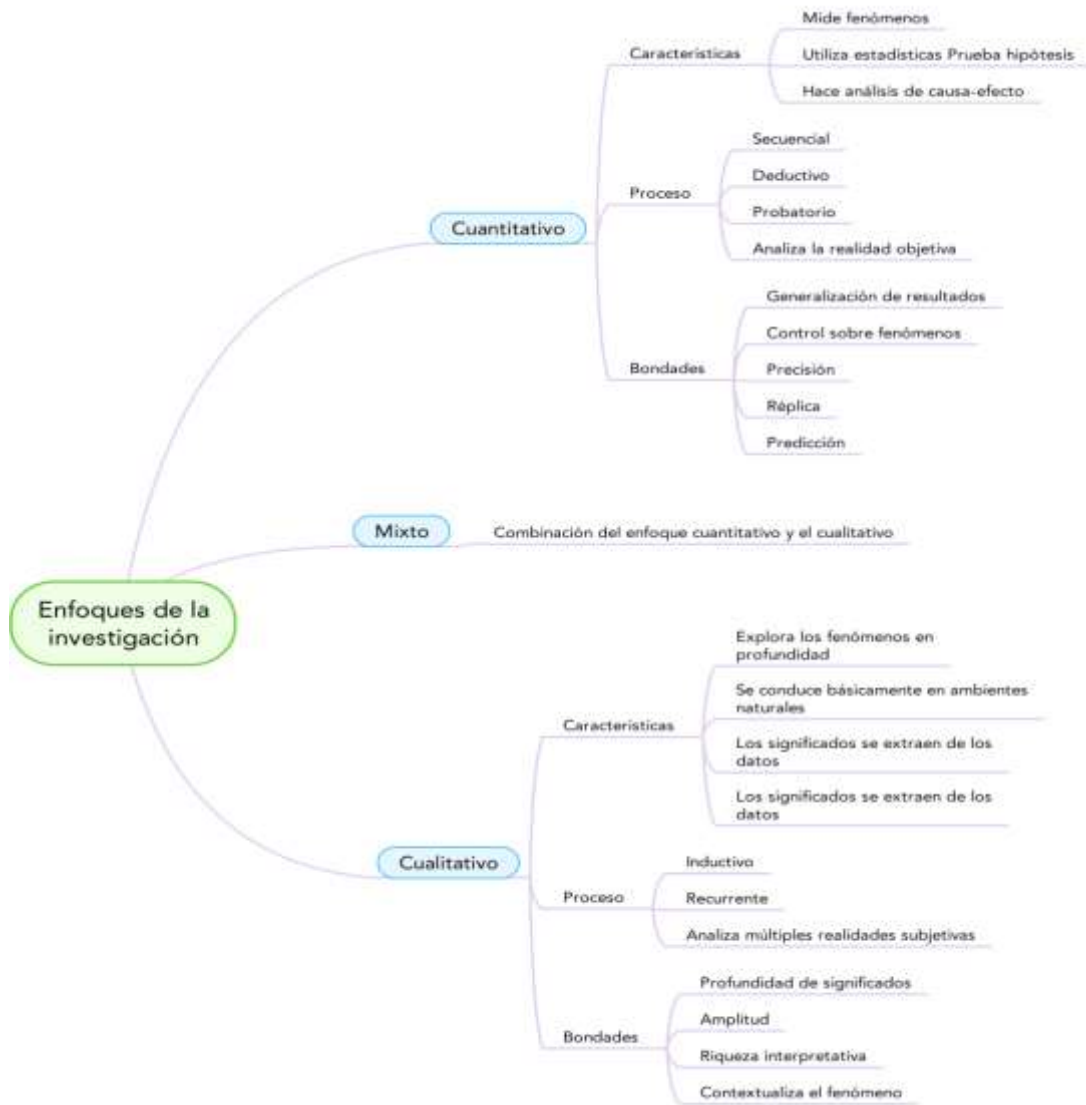 Mide fenómenos
Características
Utiliza estadísticas Prueba hipótesis
Hace análisis de causa-efecto
Secuencial
Deductivo
Proceso
Probatorio
Cuantitativo
Analiza la realidad objetiva
Generalización de resultados
Control sobre fenómenos
Bondades
Precisión
Réplica
Predicción
Mixto
Combinación del enfoque cuantitativo y el cualitativo
Enfoques de la
investigación
Explora los fenómenos en
profundidad
Se conduce básicamente en ambientes
naturales
Características
Los significados se extraen de los
datos
Los significados se extraen de los
datos
Cualitativo
Inductivo
Proceso
Recurrente
Analiza múltiples realidades subjetivas
Profundidad de significados
Amplitud
Bondades
Riqueza interpretativa
Contextualiza el fenómeno